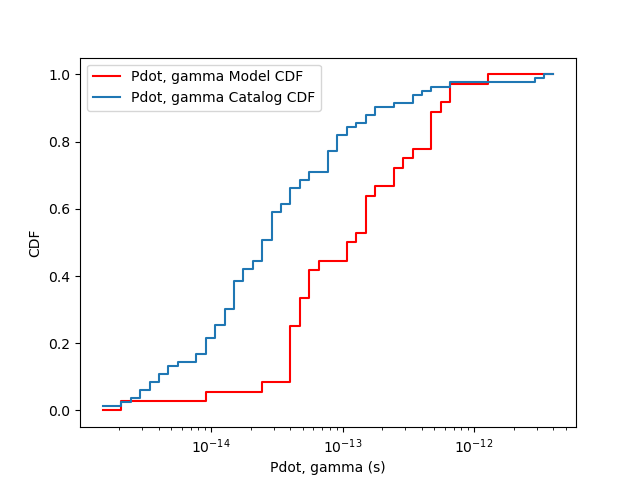 Pdot, gamma Model CDF
Pdot, gamma Catalog CDF
1.0
0.8
0.6
0.4
0.2
0.0
CDF
10⁻¹⁴ 10⁻¹³ 10⁻¹²
Pdot, gamma (s)